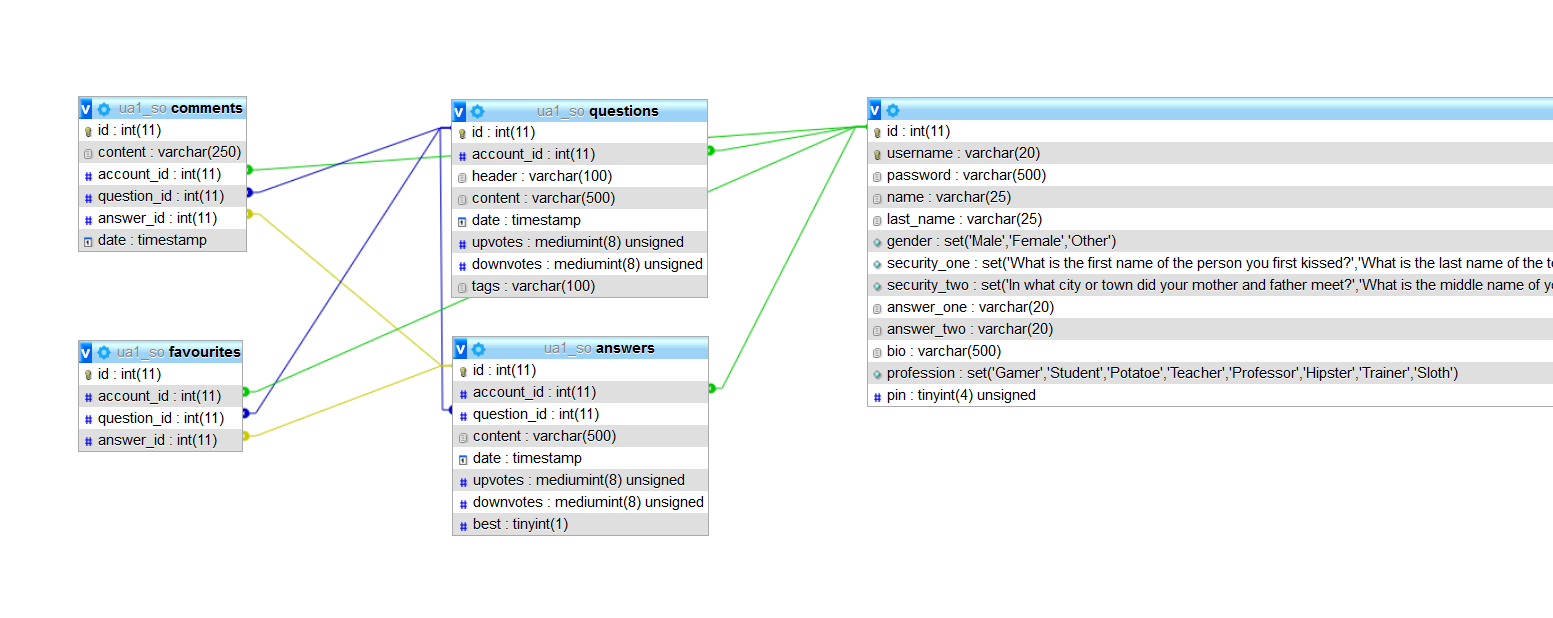 v ua1_so comments
id : int(11)
content : varchar(250)
account_id : int(11)
question_id : int(11)
answer_id : int(11)
date : timestamp
v ua1_so favourites
id : int(11)
account_id : int(11)
question_id : int(11)
answer_id : int(11)
v ua1_so questions
id : int(11)
account_id : int(11)
header : varchar(100)
content : varchar(500)
date : timestamp
upvotes : mediumint(8) unsigned
downvotes : mediumint(8) unsigned
tags : varchar(100)
v ua1_so answers
id : int(11)
account_id : int(11)
question_id : int(11)
content : varchar(500)
date : timestamp
upvotes : mediumint(8) unsigned
downvotes : mediumint(8) unsigned
best : tinyint(1)
v
id : int(11)
username : varchar(20)
password : varchar(500)
name : varchar(25)
last_name : varchar(25)
gender : set('Male','Female','Other')
security_one : set('What is the first name of the person you first kissed?','What is the last name of the
security_two : set('In what city or town did your mother and father meet?','What is the middle name of
answer_one : varchar(20)
answer_two : varchar(20)
bio : varchar(500)
profession : set('Gamer','Student','Potatoe','Teacher','Professor','Hipster','Trainer','Sloth')
pin : tinyint(4) unsigned